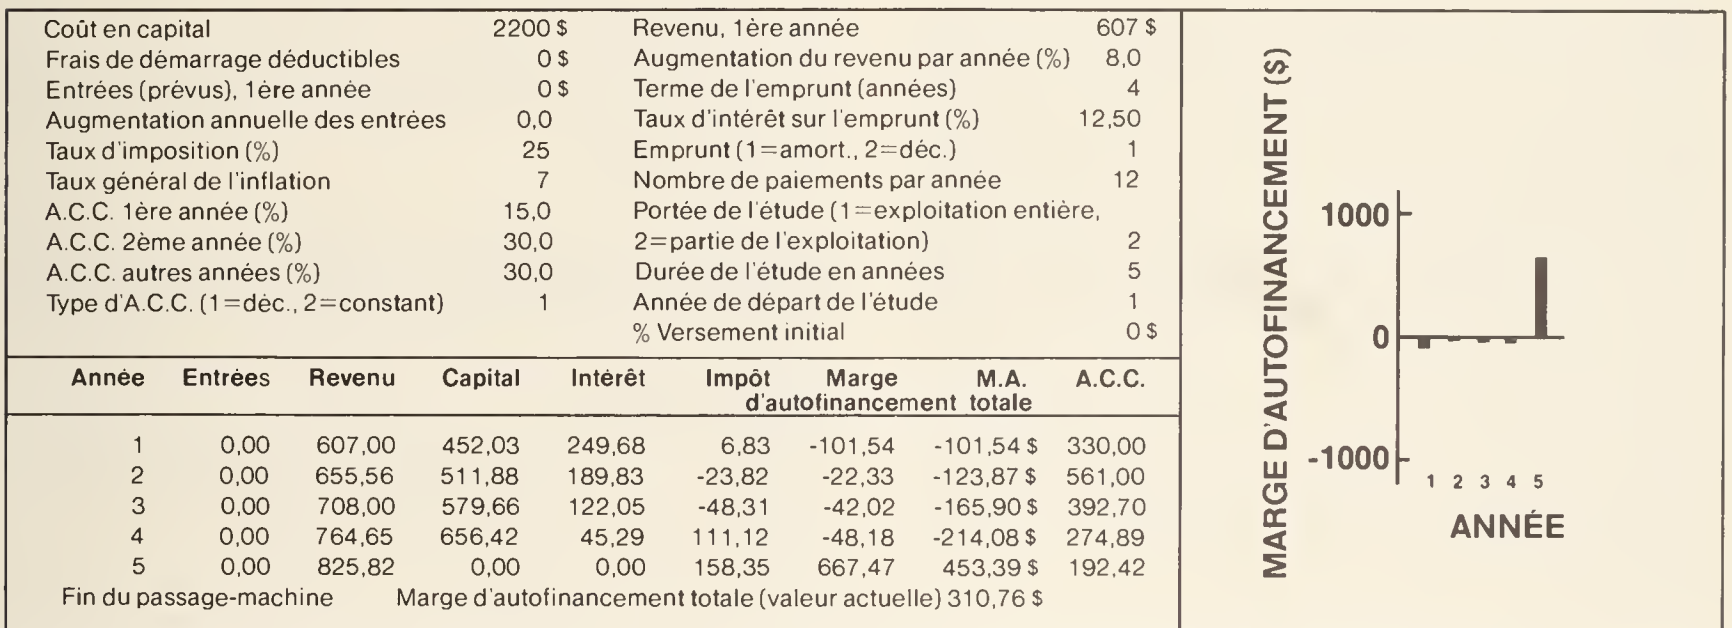 Coût en capital 2200 $ Revenu, 1ère année 607 $
Frais de démarrage déductibles 0 $ Augmentation du revenu par année (%) 8,0
Entrées (prévus), 1ère année 0 $ Terme de l'emprunt (années) 4
Augmentation annuelle des entrées 0,0 Taux d'intérêt sur l'emprunt (%) 12,50
Taux d'imposition (%) 25 Emprunt (1=amort., 2=déc.) 1
Taux général de l'inflation 7 Nombre de paiements par année 12
A.C.C. 1ère année (%) 15,0 Portée de l'étude (1=exploitation entière,
A.C.C. 2ème année (%) 30,0 2=partie de l'exploitation) 2
A.C.C. autres années (%) 30,0 Durée de l'étude en années 5
Type d'A.C.C. (1=déc., 2=constant) 1 Année de départ de l'étude 1
% Versement initial 0 $
Année Entrées Revenu Capital Intérêt Impôt Marge M.A. A.C.C.
d'autofinancement totale
1 0,00 607,00 452,03 249,68 6,83 -101,54 -101,54 $ 330,00
2 0,00 655,56 511,88 189,83 -23,82 -22,33 -123,87 $ 561,00
3 0,00 708,00 579,66 122,05 -48,31 -42,02 -165,90 $ 392,70
4 0,00 764,65 656,42 45,29 111,12 -48,18 -214,08 $ 274,89
5 0,00 825,82 0,00 0,00 158,35 667,47 453,39 $ 192,42
Fin du passage-machine Marge d'autofinancement totale (valeur actuelle) 310,76 $
MARGE D'AUTOFINANCEMENT ($)
1000
0
-1000
1 2 3 4 5
ANNÉE